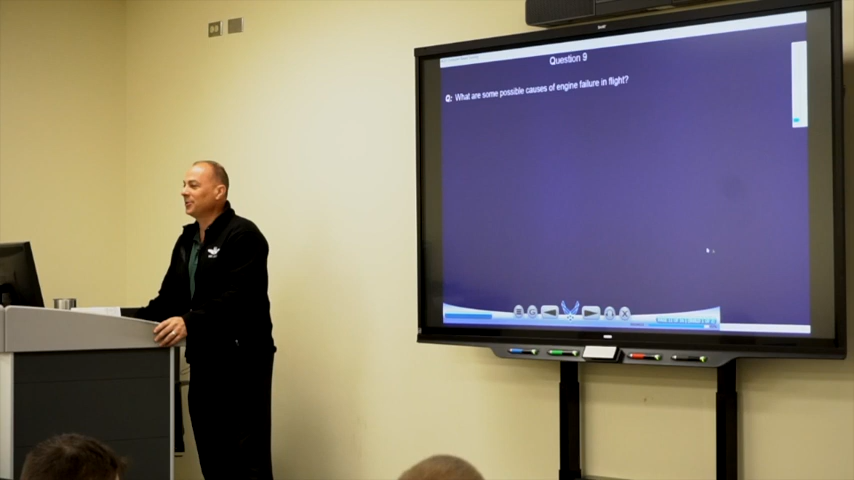 Question 9
Q: What are some possible causes of engine failure in flight?